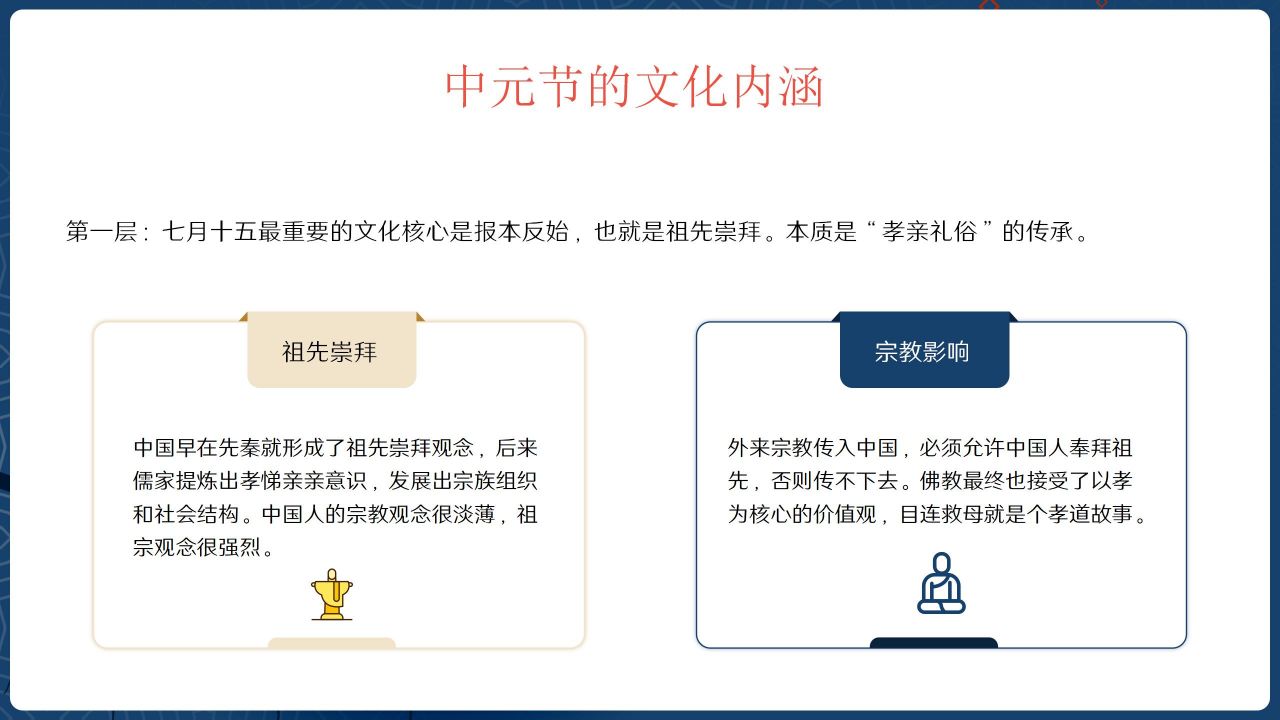 中元节的文化内涵
第一层：七月十五最重要的文化核心是报本反始，也就是祖先崇拜。本质是“孝亲礼俗”的传承。
祖先崇拜
中国早在先秦就形成了祖先崇拜观念，后来
儒家提炼出孝悌亲亲意识，发展出宗族组织
和社会结构。中国人的宗教观念很淡薄，祖
宗观念很强烈。
宗教影响
外来宗教传入中国，必须允许中国人奉拜祖
先，否则传不下去。佛教最终也接受了以孝
为核心的价值观，目连救母就是个孝道故事。